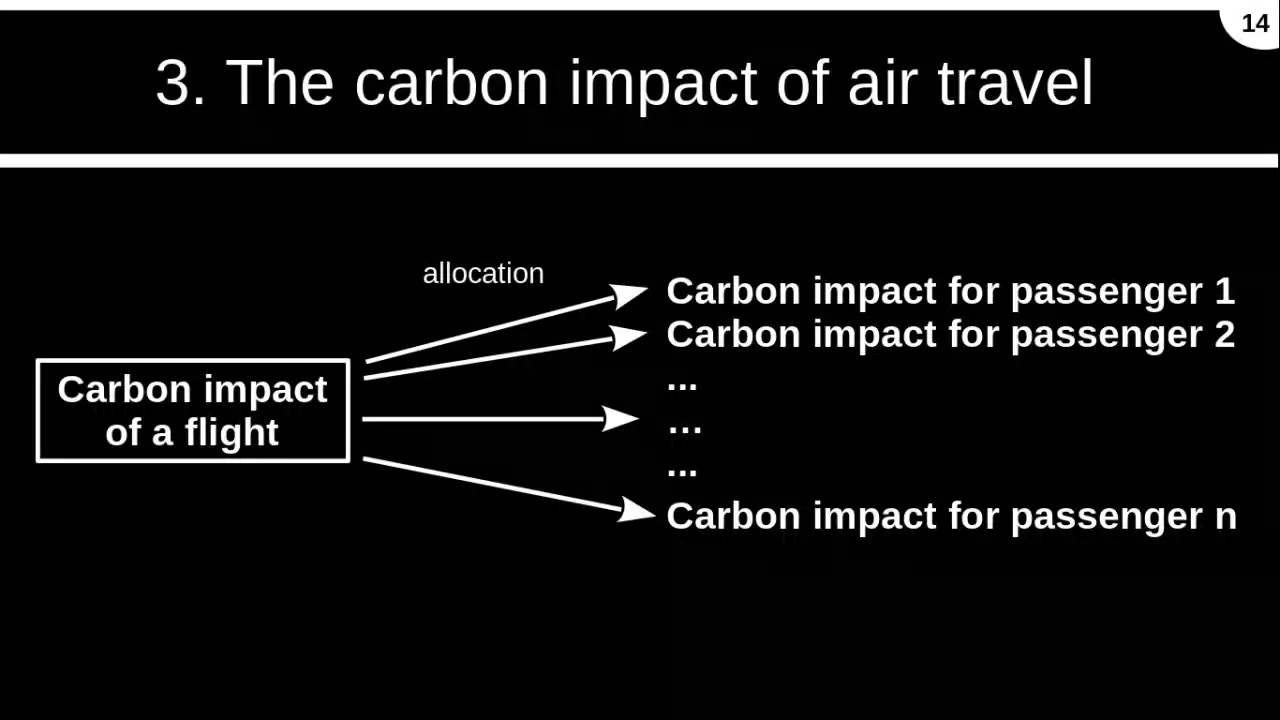 14
3. The carbon impact of air travel
allocation
Carbon impact
of a flight
Carbon impact for passenger 1
Carbon impact for passenger 2
...
...
...
Carbon impact for passenger n